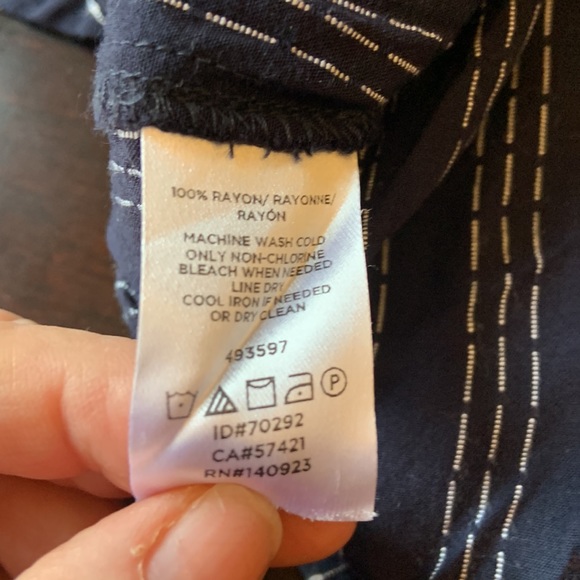 100% RAYON/ RAYONNE/
RAYÓN
MACHINE WASH COLD
ONLY NON-CHLORINE
BLEACH WHEN NEEDED
LINE DRY
COOL IRON IF NEEDED
OR DRY CLEAN
493597
P
ID#70292
CA#57421
RN#140923